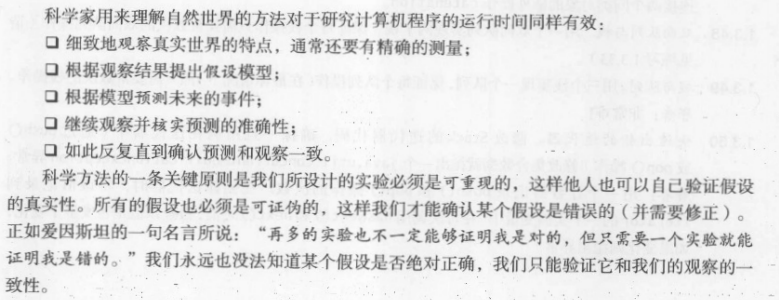 科学家用来理解自然世界的方法对于研究计算机程序的运行时间同样有效：
❑ 细致地观察真实世界的特点，通常还要有精确的测量；
❑ 根据观察结果提出假设模型；
❑ 根据模型预测未来的事件；
❑ 继续观察并核实预测的准确性；
❑ 如此反复直到确认预测和观察一致。
科学方法的一条关键原则是我们所设计的实验必须是可重现的，这样他人也可以自己验证假设
的真实性。所有的假设也必须是可证伪的，这样我们才能确认某个假设是错误的（并需要修正）。
正如爱因斯坦的一句名言所说：“再多的实验也不一定能够证明我是对的，但只需要一个实验就能
证明我是错的。”我们永远也没法知道某个假设是否绝对正确，我们只能验证它和我们的观察的一
致性。